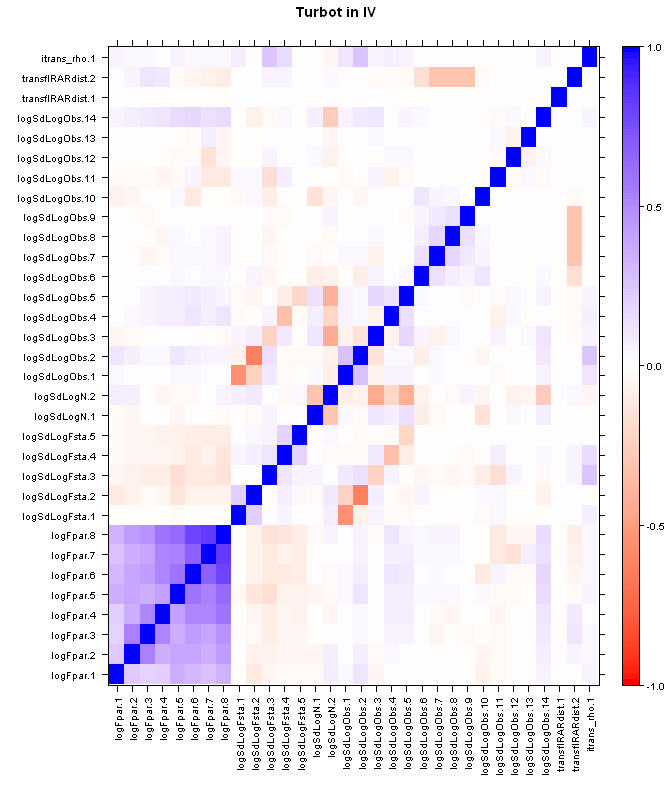 Turbot in IV
itrans_rho.1
transfIRARdist.2
transfIRARdist.1
logSdLogObs.14
logSdLogObs.13
logSdLogObs.12
logSdLogObs.11
logSdLogObs.10
logSdLogObs.9
logSdLogObs.8
logSdLogObs.7
logSdLogObs.6
logSdLogObs.5
logSdLogObs.4
logSdLogObs.3
logSdLogObs.2
logSdLogObs.1
logSdLogN.2
logSdLogN.1
logSdLogFsta.5
logSdLogFsta.4
logSdLogFsta.3
logSdLogFsta.2
logSdLogFsta.1
logFpar.8
logFpar.7
logFpar.6
logFpar.5
logFpar.4
logFpar.3
logFpar.2
logFpar.1
logFpar.1
logFpar.2
logFpar.3
logFpar.4
logFpar.5
logFpar.6
logFpar.7
logFpar.8
logSdLogFsta.1
logSdLogFsta.2
logSdLogFsta.3
logSdLogFsta.4
logSdLogFsta.5
logSdLogN.1
logSdLogN.2
logSdLogObs.1
logSdLogObs.2
logSdLogObs.3
logSdLogObs.4
logSdLogObs.5
logSdLogObs.6
logSdLogObs.7
logSdLogObs.8
logSdLogObs.9
logSdLogObs.10
logSdLogObs.11
logSdLogObs.12
logSdLogObs.13
logSdLogObs.14
transfIRARdist.1
transfIRARdist.2
itrans_rho.1
1.0
0.5
0.0
-0.5
-1.0